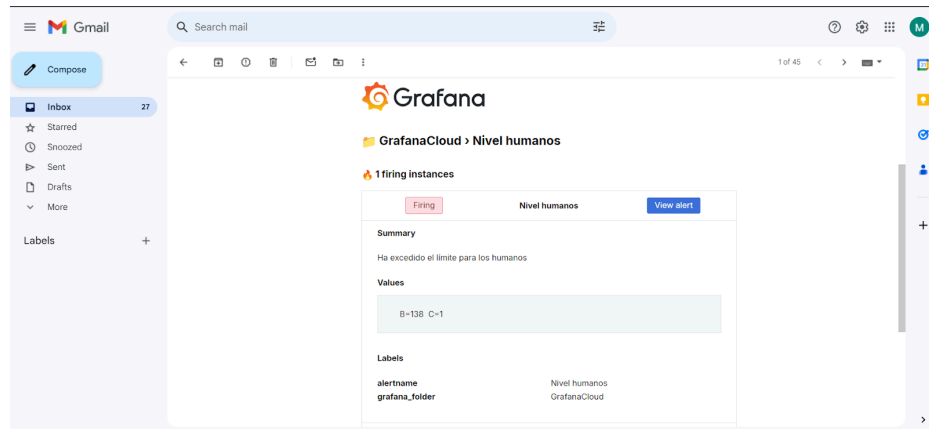 Gmail
Search mail
M
Compose
1 of 45
Inbox 27
Starred
Snoozed
Sent
Drafts
More
Labels
Grafana
GrafanaCloud › Nivel humanos
1 firing instances
Firing Nivel humanos View alert
Summary
Ha excedido el límite para los humanos
Values
B=138 C=1
Labels
alertname Nivel humanos
grafana_folder GrafanaCloud